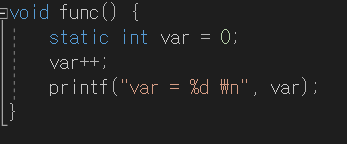 void func() {
static int var = 0;
var++;
printf("var = %d ₩n", var);
}